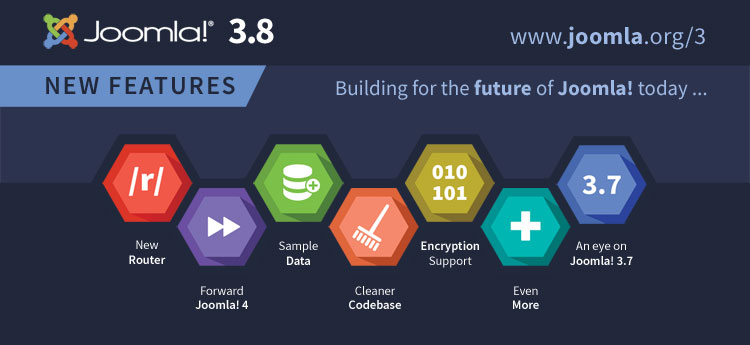 Joomla!® 3.8
www.joomla.org/3
NEW FEATURES
Building for the future of Joomla! today ...
/r/
New
Router
Forward
Joomla! 4
Sample
Data
Cleaner
Codebase
010
101
Encryption
Support
Even
More
3.7
An eye on
Joomla! 3.7